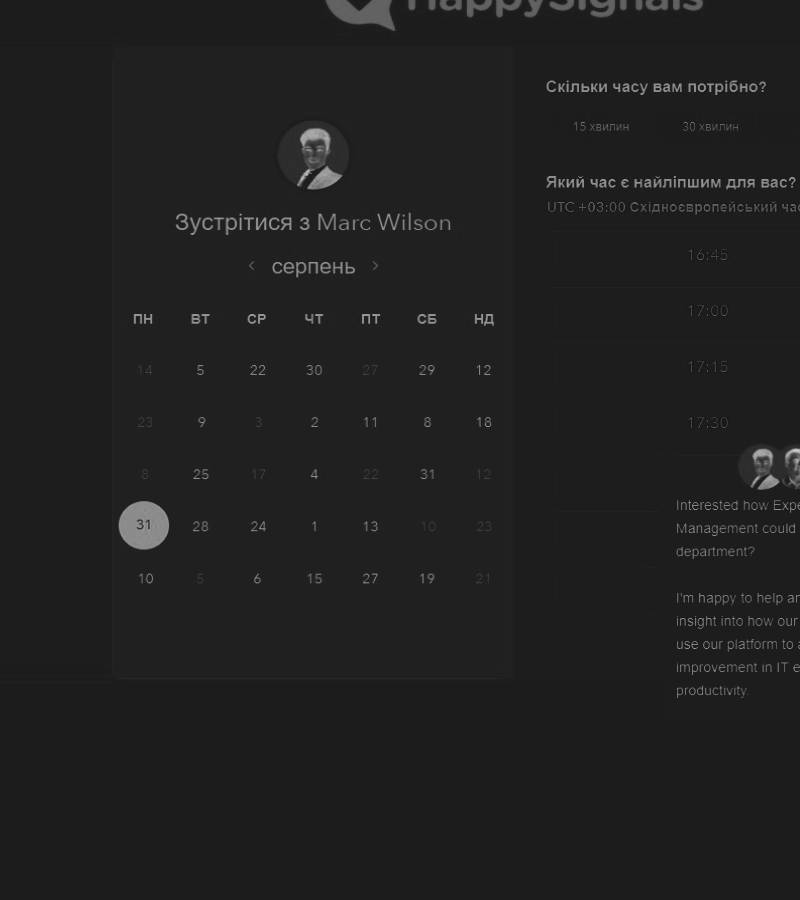 HappySignals
Зустрітися з Marc Wilson
серпень
ПН ВТ СР ЧТ ПТ СБ НД
14 5 22 30 27 29 12
23 9 3 2 11 8 18
8 25 17 4 22 31 12
31 28 24 1 13 10 23
10 5 6 15 27 19 21
Скільки часу вам потрібно?
15 хвилин 30 хвилин
Який час є найліпшим для вас?
UTC +03:00 Східноєвропейський час
16:45
17:00
17:15
17:30
Interested how Expe
Management could
department?
I'm happy to help an
insight into how our
use our platform to a
improvement in IT e
productivity.